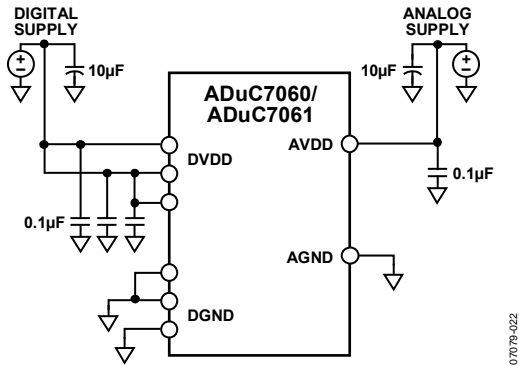 DIGITAL
SUPPLY
ANALOG
SUPPLY
10µF
10µF
ADuC7060/
ADuC7061
DVDD
AVDD
0.1µF
0.1µF
AGND
DGND
07079-022